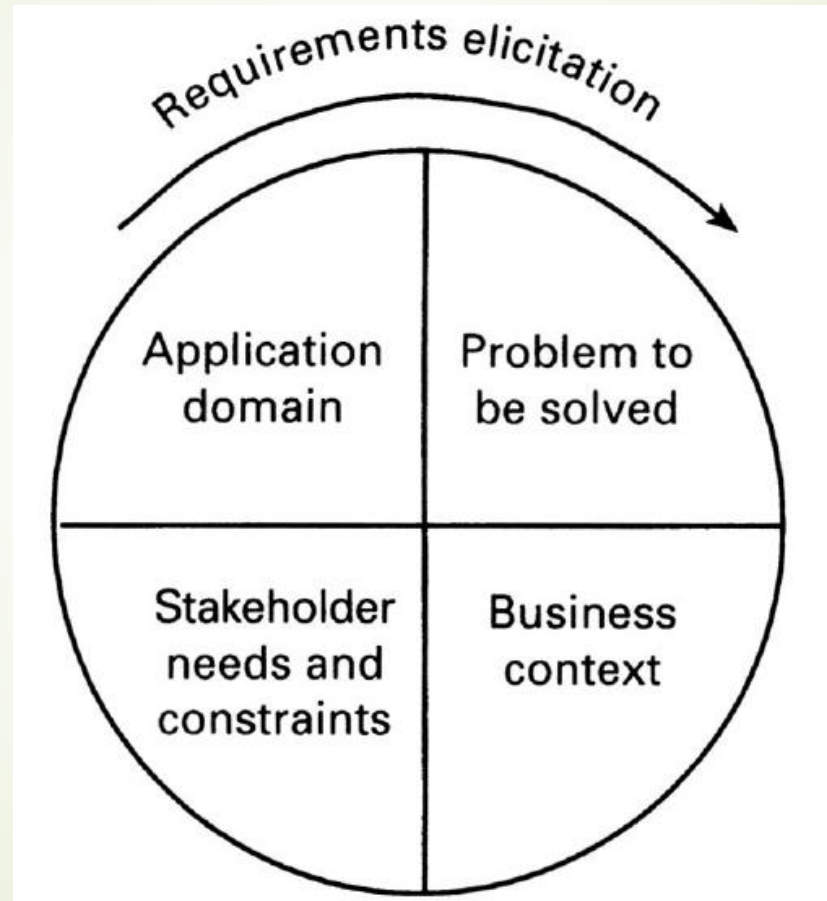 Requirements elicitation
Application
domain
Problem to
be solved
Stakeholder
needs and
constraints
Business
context